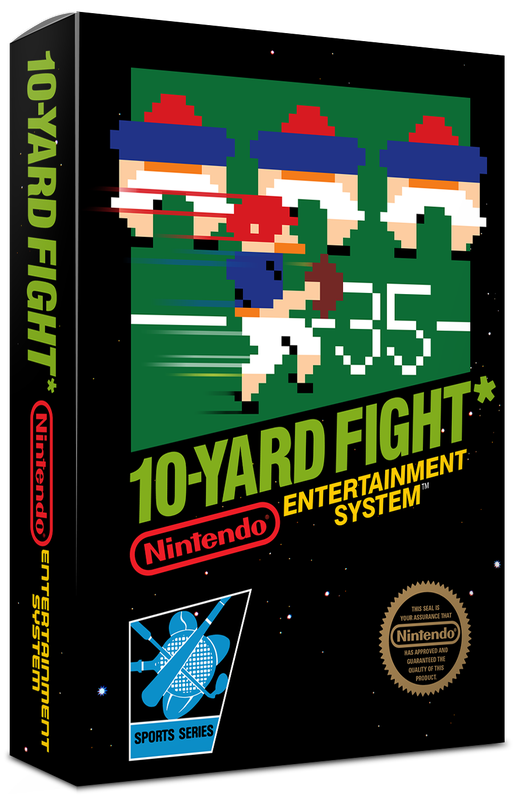 10-YARD FIGHT*
Nintendo®
ENTERTAINMENT
SYSTEM
35
10-YARD FIGHT*
Nintendo®
ENTERTAINMENT
SYSTEM™
SPORTS SERIES
THIS SEAL IS
YOUR ASSURANCE THAT
Nintendo®
HAS APPROVED AND
GUARANTEED THE
QUALITY OF THIS
PRODUCT.